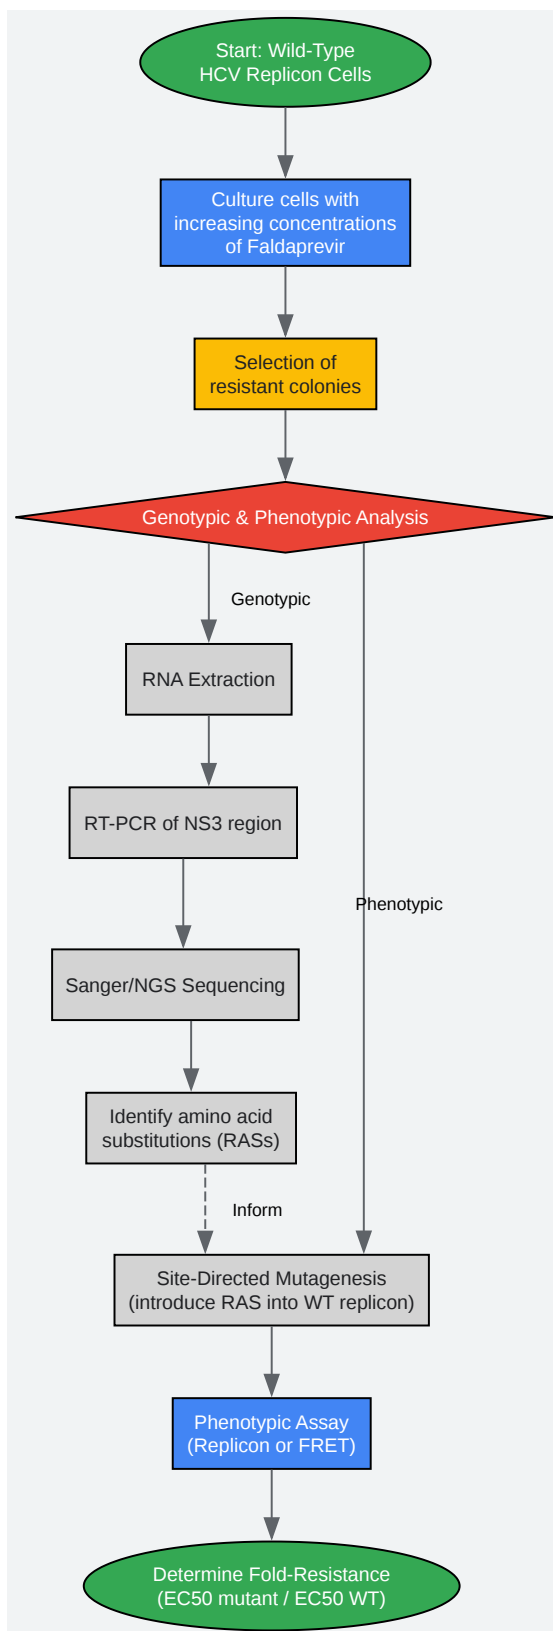 Start: Wild-Type
HCV Replicon Cells
Culture cells with
increasing concentrations
of Faldaprevir
Selection of
resistant colonies
Genotypic & Phenotypic Analysis
Genotypic
RNA Extraction
RT-PCR of NS3 region
Phenotypic
Sanger/NGS Sequencing
Identify amino acid
substitutions (RASs)
Inform
Site-Directed Mutagenesis
(introduce RAS into WT replicon)
Phenotypic Assay
(Replicon or FRET)
Determine Fold-Resistance
(EC50 mutant / EC50 WT)